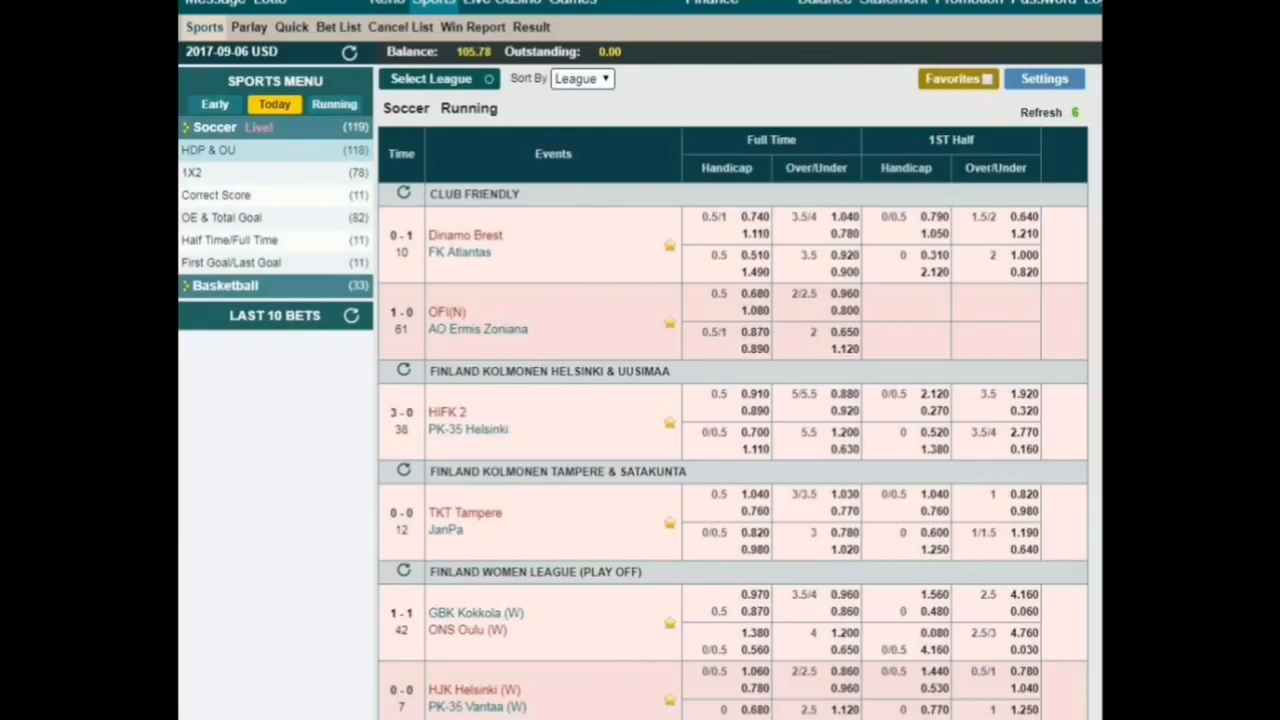 Message Lotto Keno Sports Live Casino Games Finance Balance Statement Promotion Password
Sports Parlay Quick Bet List Cancel List Win Report Result
2017-09-06 USD Balance: 105.78 Outstanding: 0.00
SPORTS MENU Select League Sort By League Favorites Settings
Early Today Running
Soccer Running
Refresh 6
Soccer Live! (119)
HDP & OU (118)
1X2 (78)
Correct Score (11)
OE & Total Goal (82)
Half Time/Full Time (11)
First Goal/Last Goal (11)
Basketball (33)
LAST 10 BETS
Time Events Full Time 1ST Half
Handicap Over/Under Handicap Over/Under
CLUB FRIENDLY
0.5/1 0.740 3.5/4 1.040 0/0.5 0.790 1.5/2 0.640
0 - 1 Dinamo Brest 1.110 0.780 1.050 1.210
10 FK Atlantas 0.5 0.510 3.5 0.920 0 0.310 2 1.000
1.490 0.900 2.120 0.820
0.5 0.680 2/2.5 0.960
1 - 0 OFI(N) 1.080 0.800
61 AO Ermis Zoniana 0.5/1 0.870 2 0.650
0.890 1.120
FINLAND KOLMONEN HELSINKI & UUSIMAA
0.5 0.910 5/5.5 0.880 0/0.5 2.120 3.5 1.920
3 - 0 HIFK 2 0.890 0.920 0.270 0.320
38 PK-35 Helsinki 0/0.5 0.700 5.5 1.200 0 0.520 3.5/4 2.770
1.110 0.630 1.380 0.160
FINLAND KOLMONEN TAMPERE & SATAKUNTA
0.5 1.040 3/3.5 1.030 0/0.5 1.040 1 0.820
0 - 0 TKT Tampere 0.760 0.770 0.760 0.980
12 JanPa 0/0.5 0.820 3 0.780 0 0.600 1/1.5 1.190
0.980 1.020 1.250 0.640
FINLAND WOMEN LEAGUE (PLAY OFF)
0.970 3.5/4 0.960 1.560 2.5 4.160
1 - 1 GBK Kokkola (W) 0.5 0.870 0.860 0 0.480 0.060
42 ONS Oulu (W) 1.380 4 1.200 0.080 2.5/3 4.760
0/0.5 0.560 0.650 0/0.5 4.160 0.030
0/0.5 1.060 2/2.5 0.860 0/0.5 1.440 0.5/1 0.780
0 - 0 HJK Helsinki (W) 0.780 0.960 0.530 1.040
7 PK-35 Vantaa (W) 0 0.680 2.5 1.120 0 0.770 1 1.250